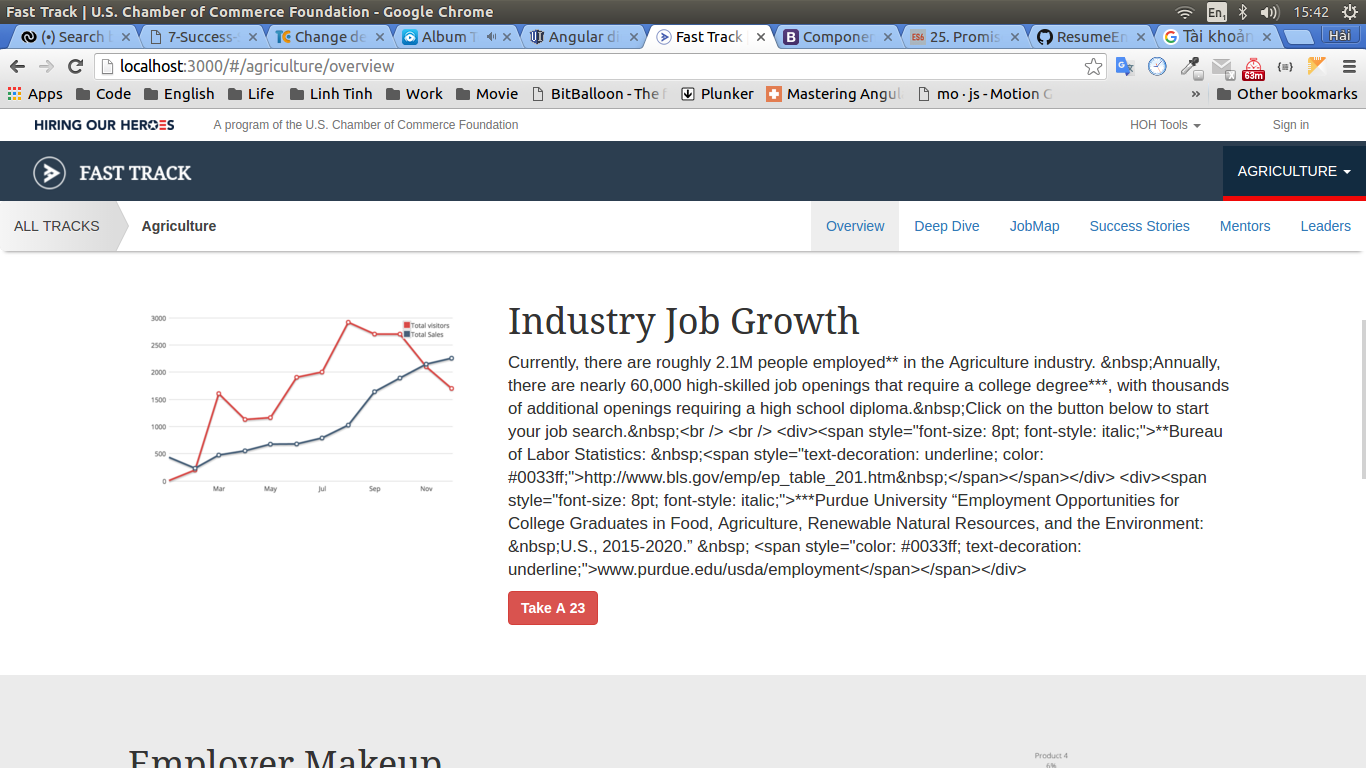 Fast Track | U.S. Chamber of Commerce Foundation - Google Chrome
En1 15:42
(•) Search 7-Success- Change de Album T Angular di Fast Track Componen 25. Promis ResumeEn Tài khoản Hải
localhost:3000/#/agriculture/overview
63m
Apps Code English Life Linh Tinh Work Movie BitBalloon - The f Plunker Mastering Angul mo · js - Motion G » Other bookmarks
HIRING OUR HEROES A program of the U.S. Chamber of Commerce Foundation HOH Tools Sign in
FAST TRACK AGRICULTURE
ALL TRACKS Agriculture Overview Deep Dive JobMap Success Stories Mentors Leaders
3000
Total visitors
Total Sales
2500
2000
1500
1000
500
0
Mar May Jul Sep Nov
Industry Job Growth
Currently, there are roughly 2.1M people employed** in the Agriculture industry. &nbsp;Annually,
there are nearly 60,000 high-skilled job openings that require a college degree***, with thousands
of additional openings requiring a high school diploma.&nbsp;Click on the button below to start
your job search.&nbsp;<br /> <br /> <div><span style="font-size: 8pt; font-style: italic;">**Bureau
of Labor Statistics: &nbsp;<span style="text-decoration: underline; color:
#0033ff;">http://www.bls.gov/emp/ep_table_201.htm&nbsp;</span></span></div> <div><span
style="font-size: 8pt; font-style: italic;">***Purdue University “Employment Opportunities for
College Graduates in Food, Agriculture, Renewable Natural Resources, and the Environment:
&nbsp;U.S., 2015-2020.” &nbsp; <span style="color: #0033ff; text-decoration:
underline;">www.purdue.edu/usda/employment</span></span></div>
Take A 23
Employer Makeup
Product 4
6%